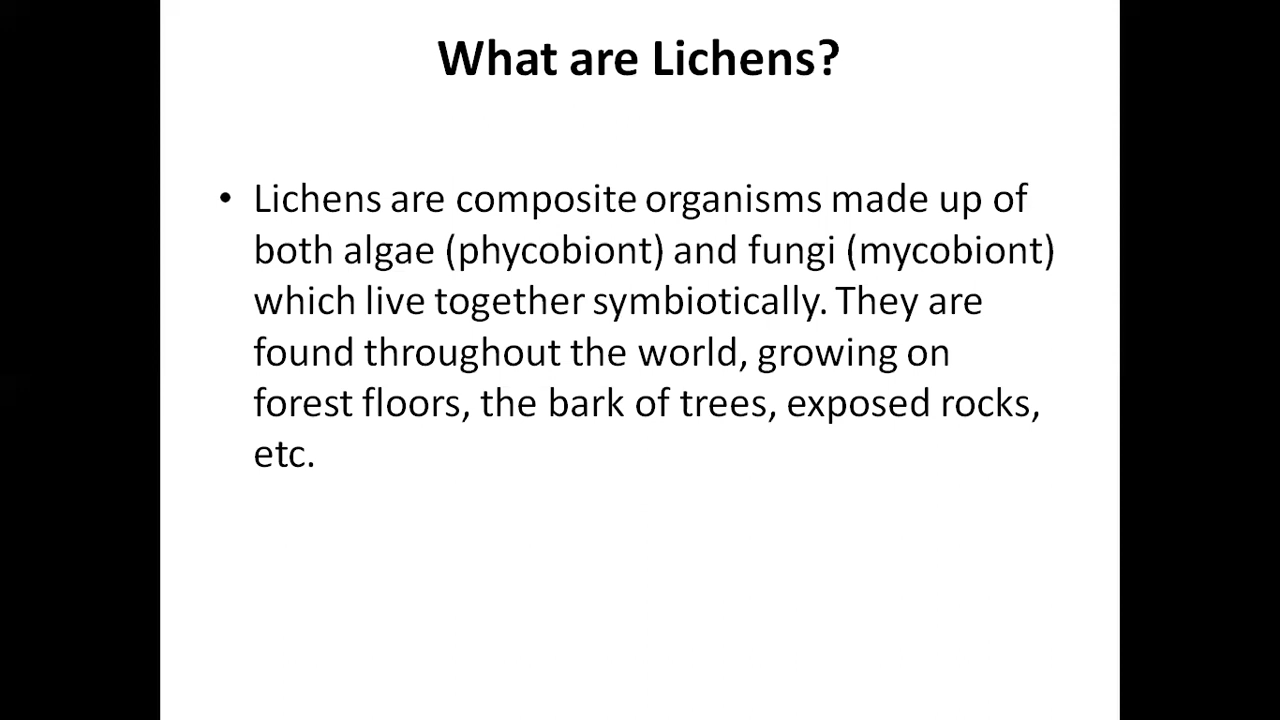 What are Lichens?
• Lichens are composite organisms made up of
both algae (phycobiont) and fungi (mycobiont)
which live together symbiotically. They are
found throughout the world, growing on
forest floors, the bark of trees, exposed rocks,
etc.